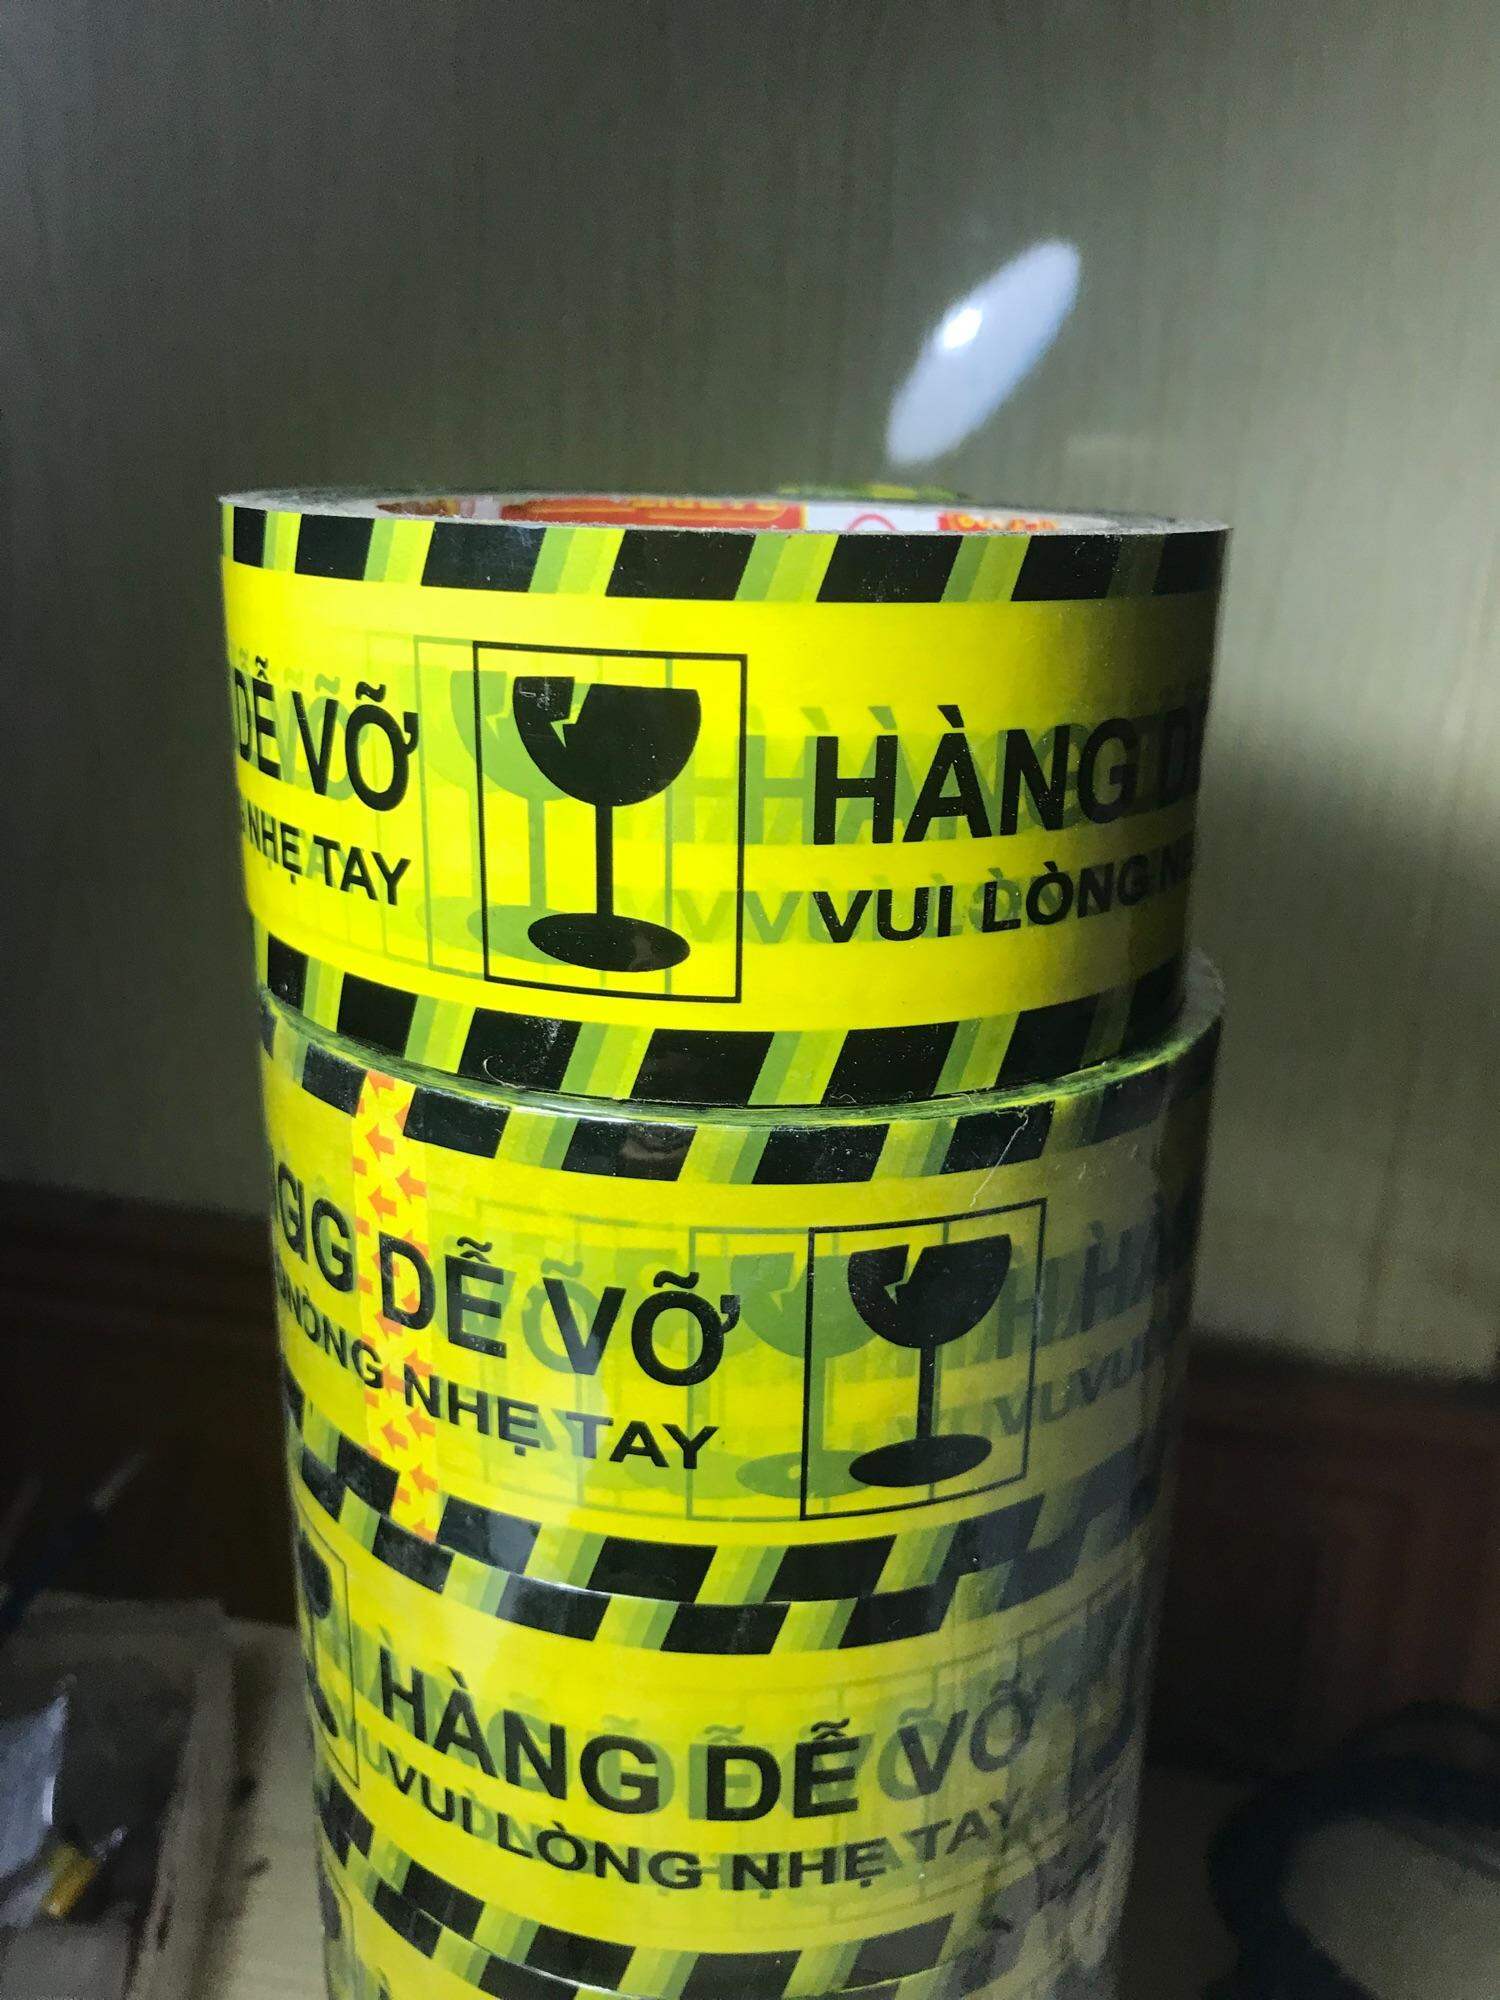 DỄ VỠ
NHẸ TAY
HÀNG
VUI LÒNG
DỄ VỠ
NHẸ TAY
HÀNG DỄ VỠ
VUI LÒNG NHẸ TAY